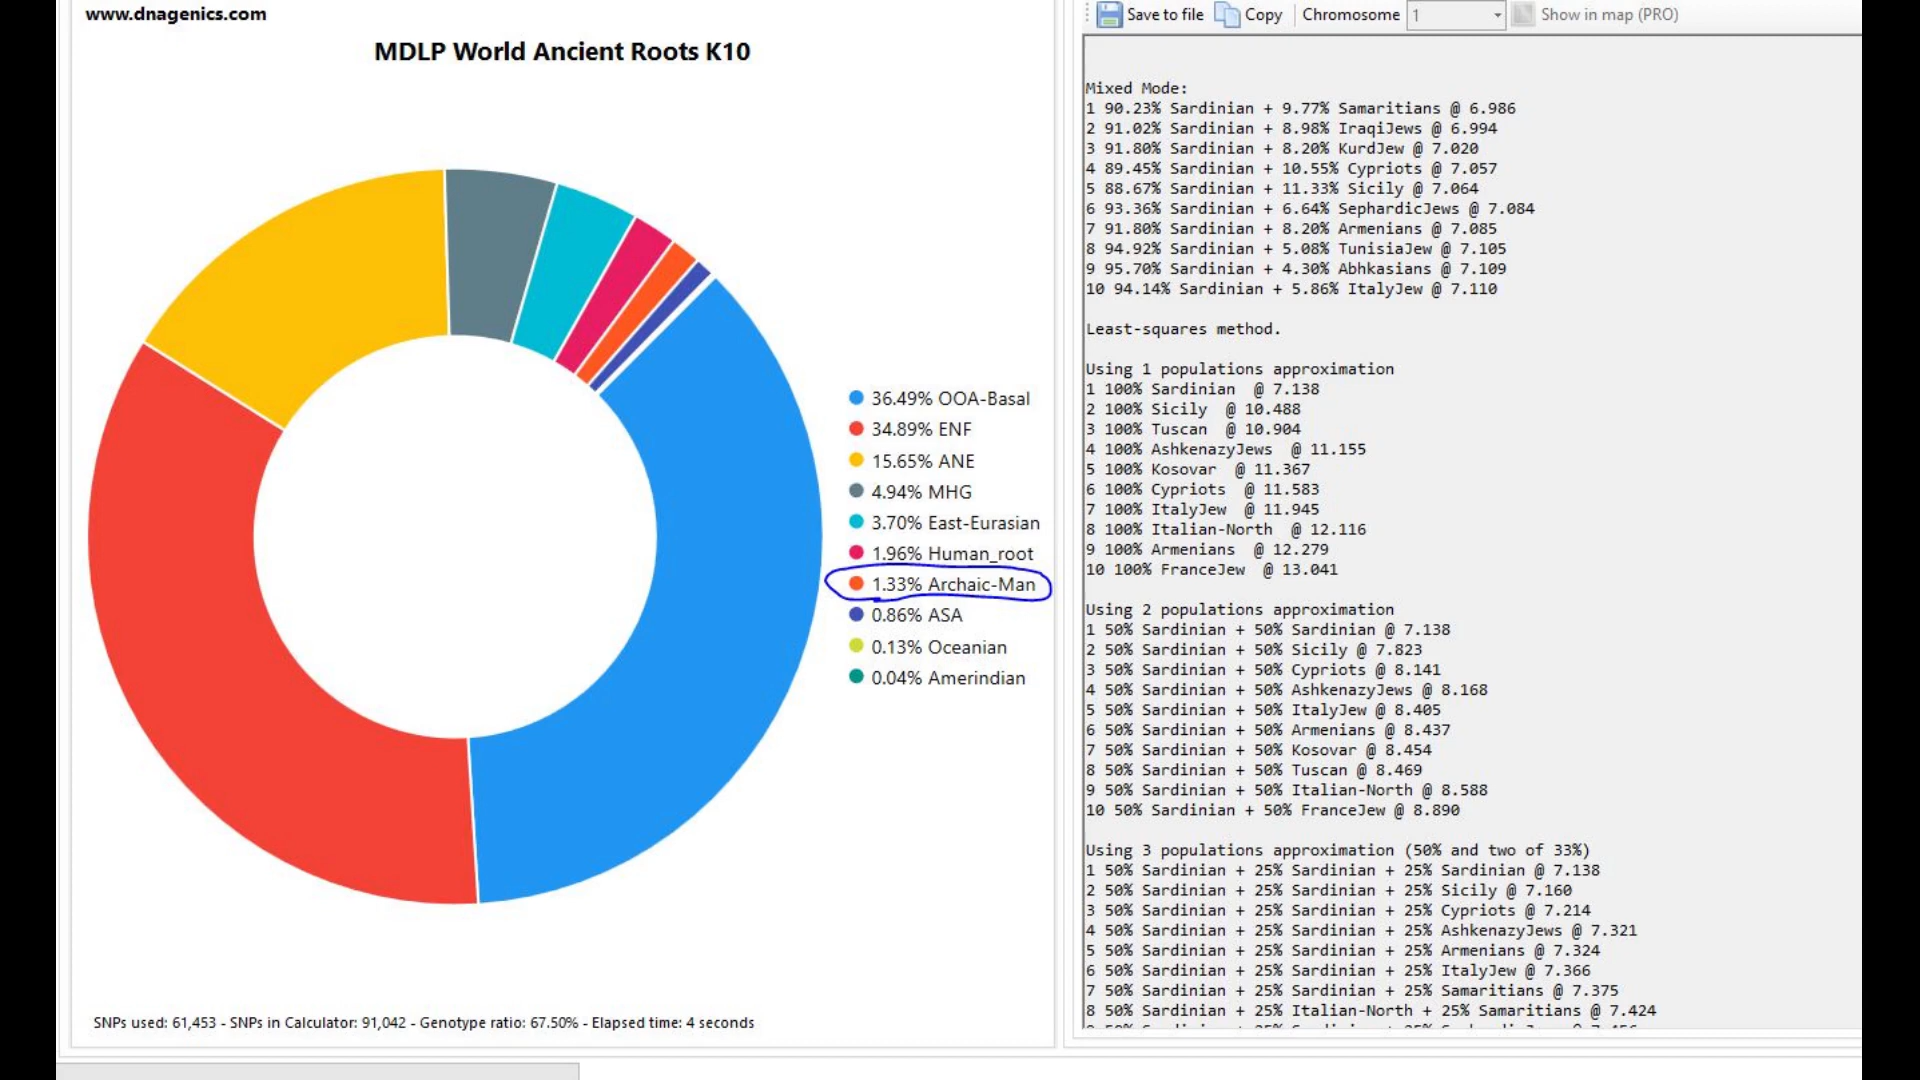 www.dnagenics.com
MDLP World Ancient Roots K10
36.49% OOA-Basal
34.89% ENF
15.65% ANE
4.94% MHG
3.70% East-Eurasian
1.96% Human_root
1.33% Archaic-Man
0.86% ASA
0.13% Oceanian
0.04% Amerindian
SNPs used: 61,453 - SNPs in Calculator: 91,042 - Genotype ratio: 67.50% - Elapsed time: 4 seconds
Save to file Copy Chromosome 1 Show in map (PRO)
Mixed Mode:
1 90.23% Sardinian + 9.77% Samaritians @ 6.986
2 91.02% Sardinian + 8.98% IraqiJews @ 6.994
3 91.80% Sardinian + 8.20% KurdJew @ 7.020
4 89.45% Sardinian + 10.55% Cypriots @ 7.057
5 88.67% Sardinian + 11.33% Sicily @ 7.064
6 93.36% Sardinian + 6.64% SephardicJews @ 7.084
7 91.80% Sardinian + 8.20% Armenians @ 7.085
8 94.92% Sardinian + 5.08% TunisiaJew @ 7.105
9 95.70% Sardinian + 4.30% Abhkasians @ 7.109
10 94.14% Sardinian + 5.86% ItalyJew @ 7.110
Least-squares method.
Using 1 populations approximation
1 100% Sardinian @ 7.138
2 100% Sicily @ 10.488
3 100% Tuscan @ 10.904
4 100% AshkenazyJews @ 11.155
5 100% Kosovar @ 11.367
6 100% Cypriots @ 11.583
7 100% ItalyJew @ 11.945
8 100% Italian-North @ 12.116
9 100% Armenians @ 12.279
10 100% FranceJew @ 13.041
Using 2 populations approximation
1 50% Sardinian + 50% Sardinian @ 7.138
2 50% Sardinian + 50% Sicily @ 7.823
3 50% Sardinian + 50% Cypriots @ 8.141
4 50% Sardinian + 50% AshkenazyJews @ 8.168
5 50% Sardinian + 50% ItalyJew @ 8.405
6 50% Sardinian + 50% Armenians @ 8.437
7 50% Sardinian + 50% Kosovar @ 8.454
8 50% Sardinian + 50% Tuscan @ 8.469
9 50% Sardinian + 50% Italian-North @ 8.588
10 50% Sardinian + 50% FranceJew @ 8.890
Using 3 populations approximation (50% and two of 33%)
1 50% Sardinian + 25% Sardinian + 25% Sardinian @ 7.138
2 50% Sardinian + 25% Sardinian + 25% Sicily @ 7.160
3 50% Sardinian + 25% Sardinian + 25% Cypriots @ 7.214
4 50% Sardinian + 25% Sardinian + 25% AshkenazyJews @ 7.321
5 50% Sardinian + 25% Sardinian + 25% Armenians @ 7.324
6 50% Sardinian + 25% Sardinian + 25% ItalyJew @ 7.366
7 50% Sardinian + 25% Sardinian + 25% Samaritians @ 7.375
8 50% Sardinian + 25% Italian-North + 25% Samaritians @ 7.424